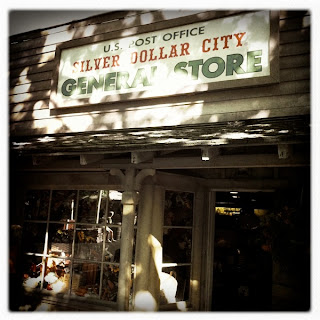 U.S. POST OFFICE
SILVER DOLLAR CITY
GENERAL STORE